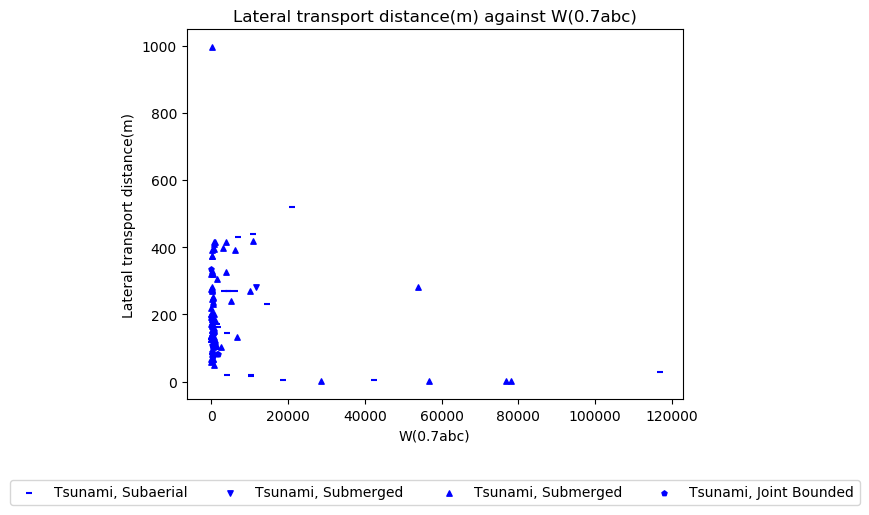 Lateral transport distance(m) against W(0.7abc)
1000
800
600
400
200
0
Lateral transport distance(m)
0 20000 40000 60000 80000 100000 120000
W(0.7abc)
Tsunami, Subaerial Tsunami, Submerged Tsunami, Submerged Tsunami, Joint Bounded